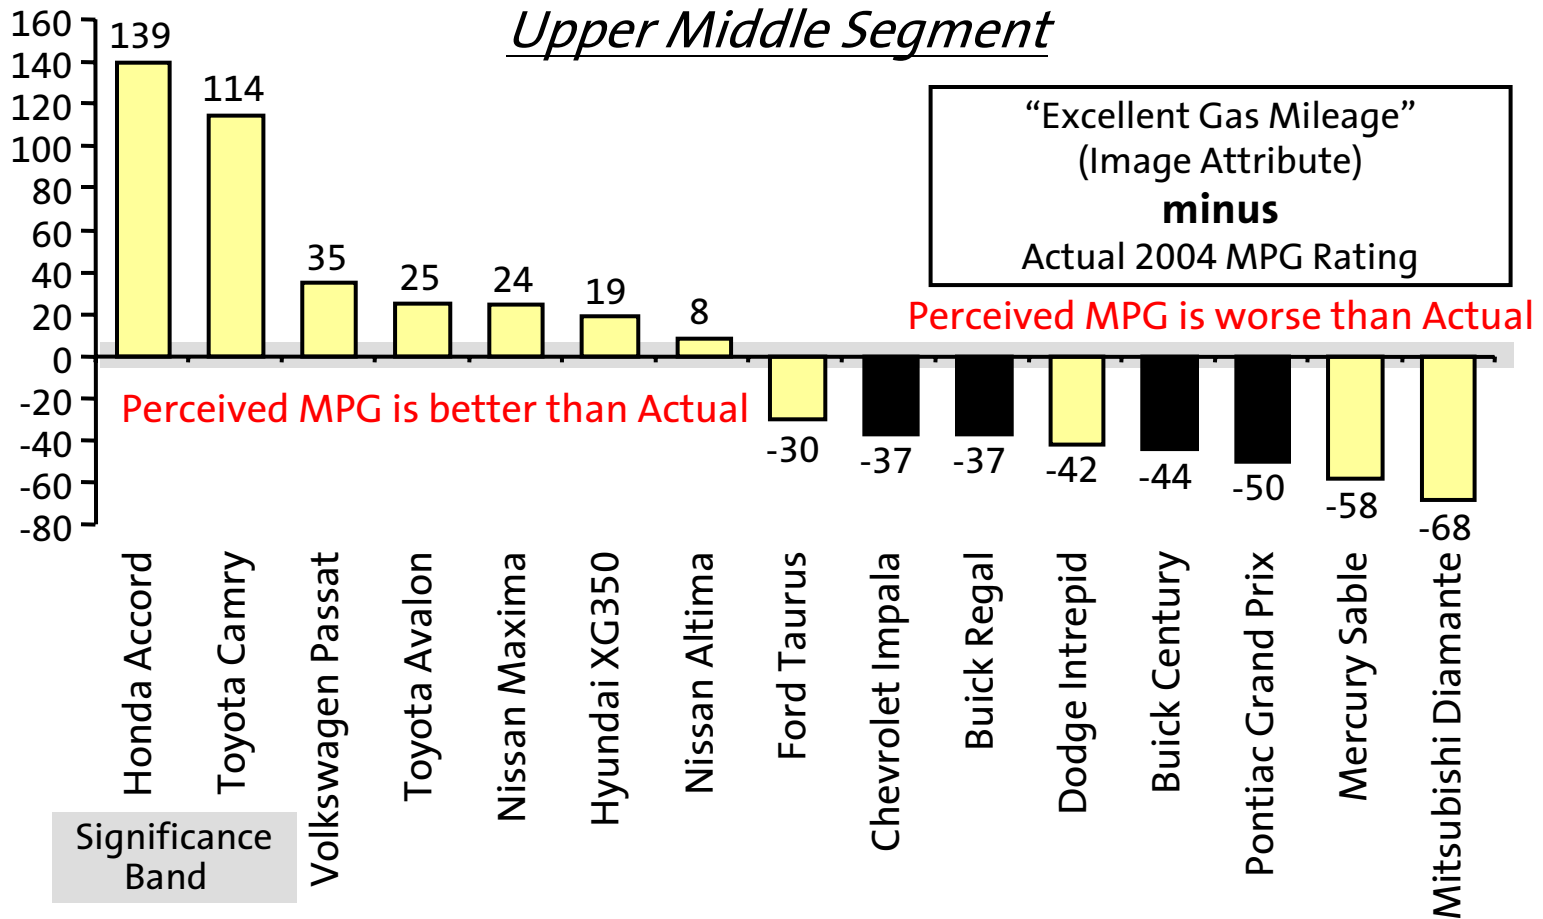 Upper Middle Segment
160
140
120
100
80
60
40
20
0
-20
-40
-60
-80
139
114
35
25
24
19
8
-30
-37
-37
-42
-44
-50
-58
-68
“Excellent Gas Mileage”
(Image Attribute)
minus
Actual 2004 MPG Rating
Perceived MPG is worse than Actual
Perceived MPG is better than Actual
Honda Accord
Toyota Camry
Volkswagen Passat
Toyota Avalon
Nissan Maxima
Hyundai XG350
Nissan Altima
Ford Taurus
Chevrolet Impala
Buick Regal
Dodge Intrepid
Buick Century
Pontiac Grand Prix
Mercury Sable
Mitsubishi Diamante
Significance
Band